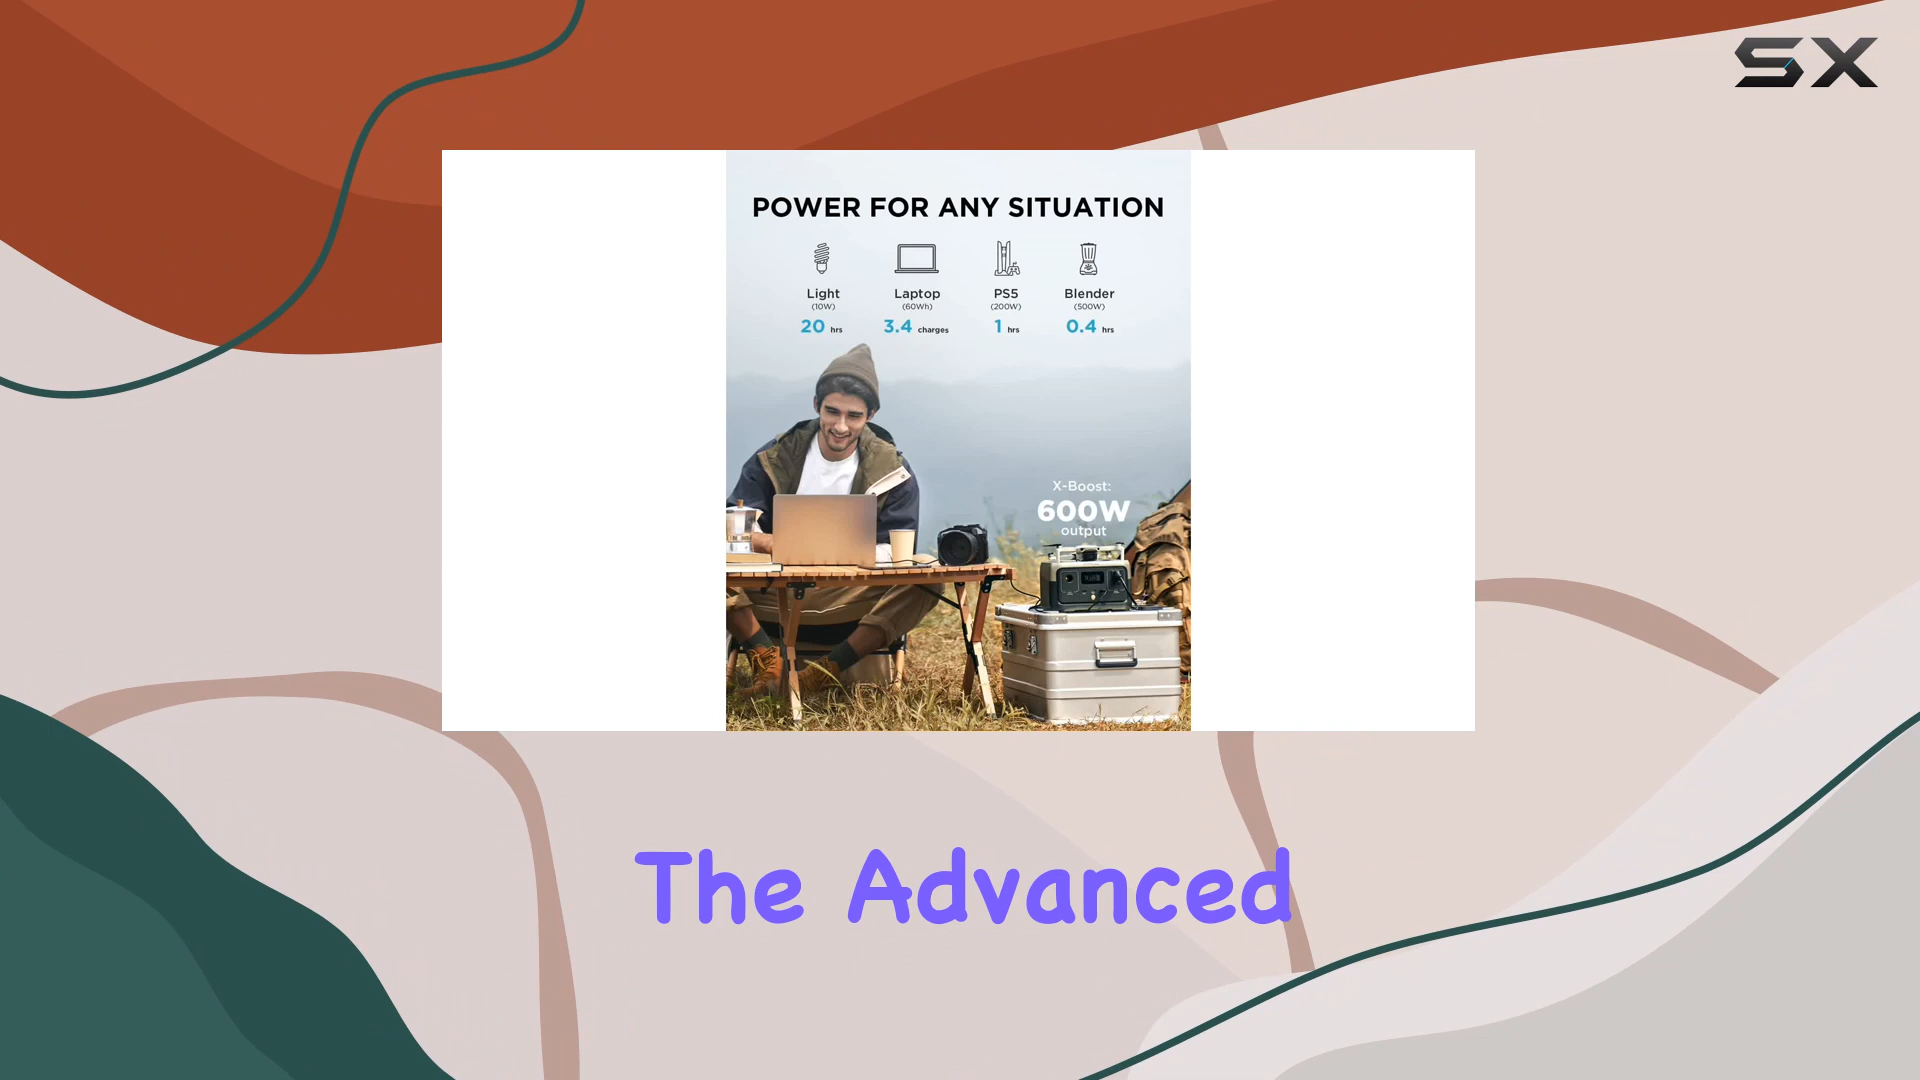 SX
POWER FOR ANY SITUATION
Light Laptop PS5 Blender
(10W) (60Wh) (200W) (500W)
20 hrs 3.4 charges 1 hrs 0.4 hrs
X-Boost:
600W
output
The Advanced